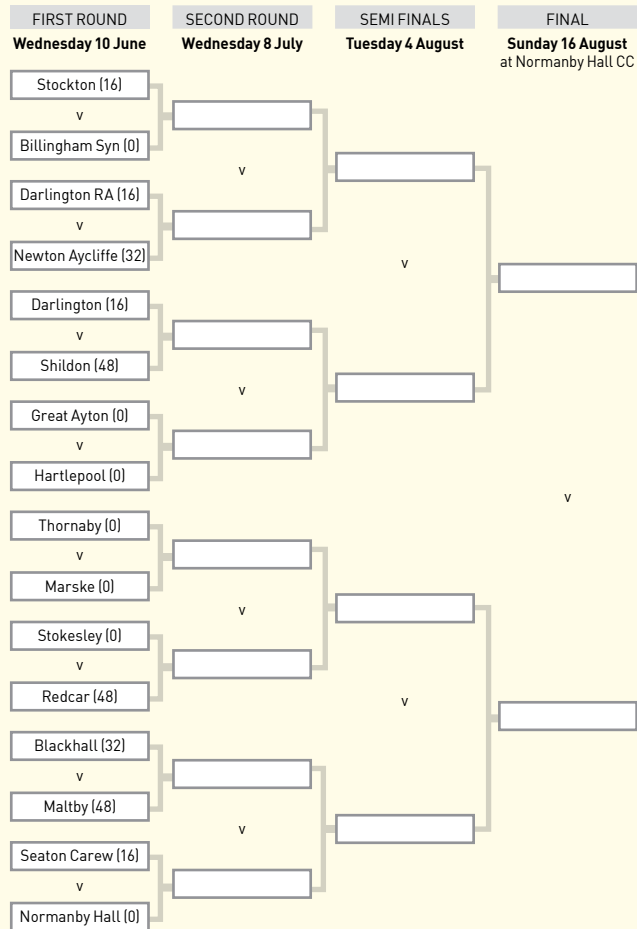 FIRST ROUND
Wednesday 10 June
Stockton (16)
v
Billingham Syn (0)
Darlington RA (16)
v
Newton Aycliffe (32)
Darlington (16)
v
Shildon (48)
Great Ayton (0)
v
Hartlepool (0)
Thornaby (0)
v
Marske (0)
Stokesley (0)
v
Redcar (48)
Blackhall (32)
v
Maltby (48)
Seaton Carew (16)
v
Normanby Hall (0)
SECOND ROUND
Wednesday 8 July
v
v
v
v
SEMI FINALS
Tuesday 4 August
v
v
FINAL
Sunday 16 August
at Normanby Hall CC
v